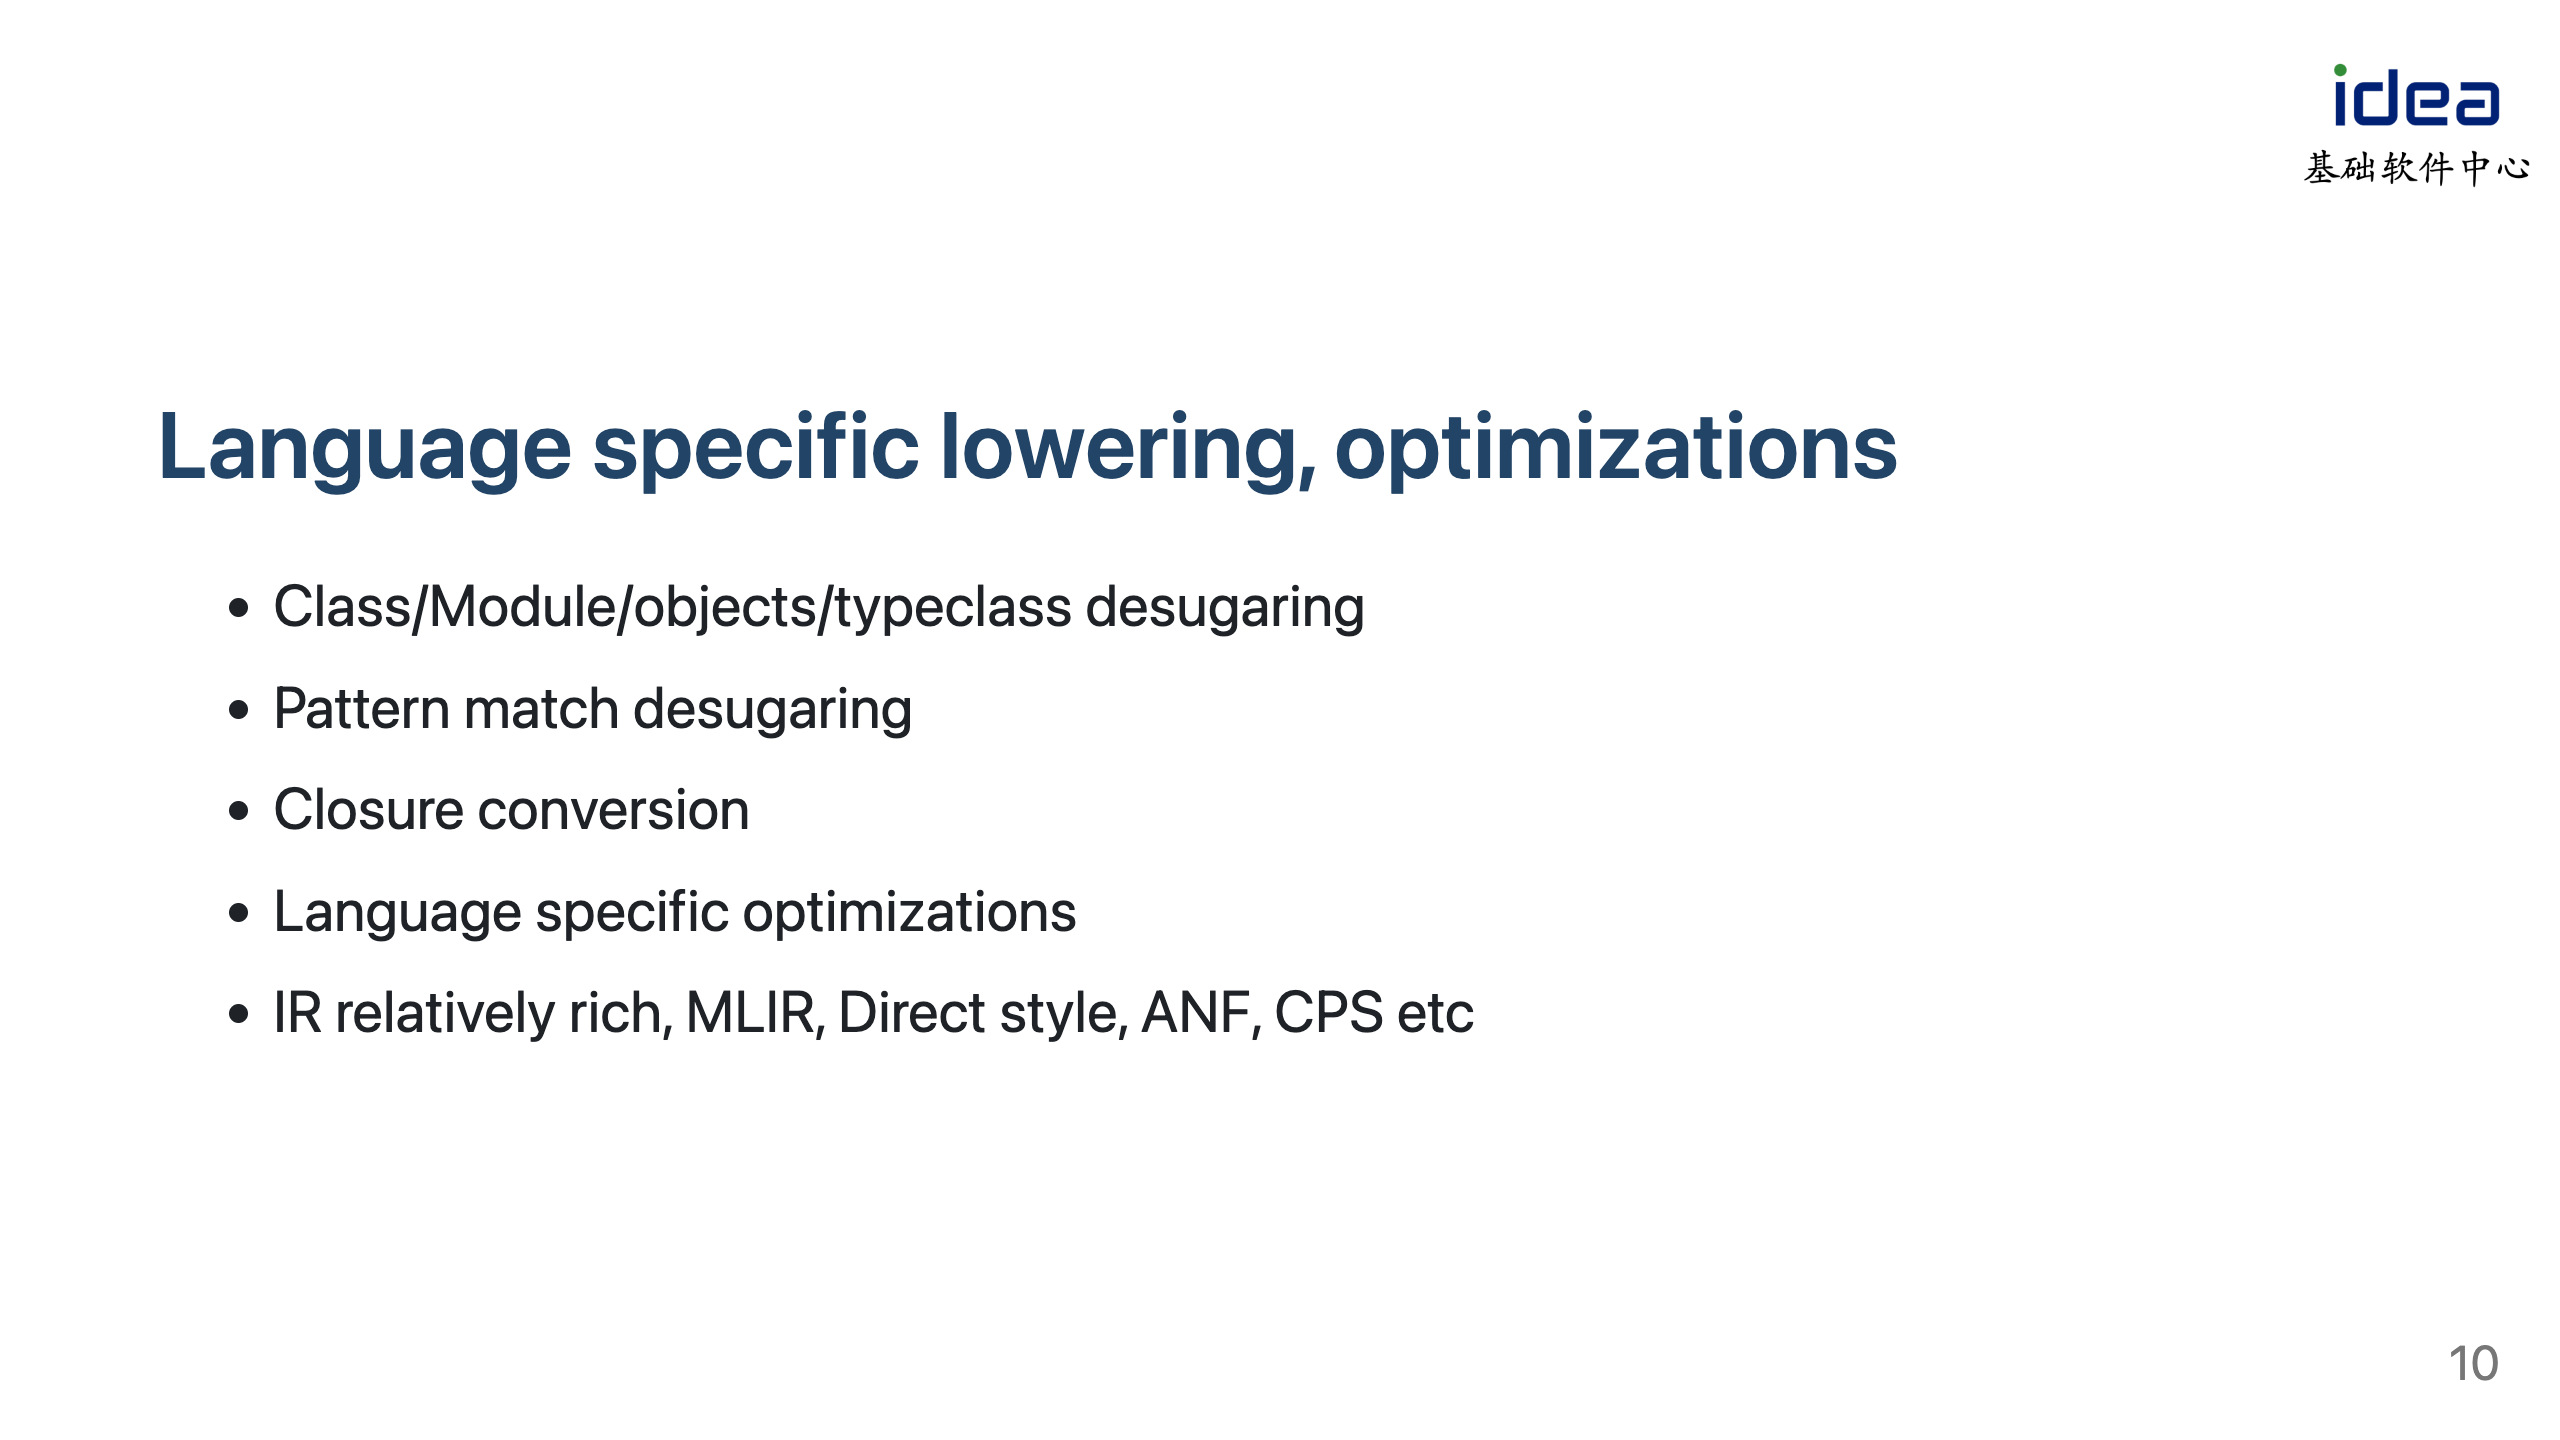 idea
基础软件中心
Language specific lowering, optimizations
• Class/Module/objects/typeclass desugaring
• Pattern match desugaring
• Closure conversion
• Language specific optimizations
• IR relatively rich, MLIR, Direct style, ANF, CPS etc
10